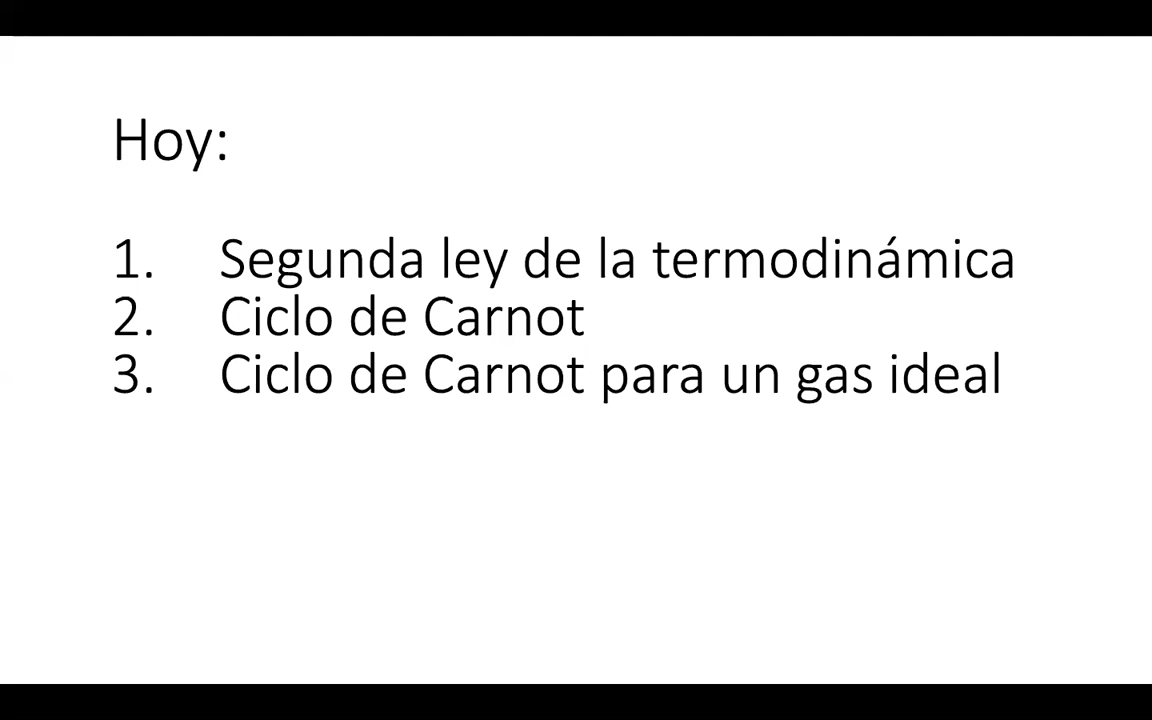 Hoy:
1. Segunda ley de la termodinámica
2. Ciclo de Carnot
3. Ciclo de Carnot para un gas ideal